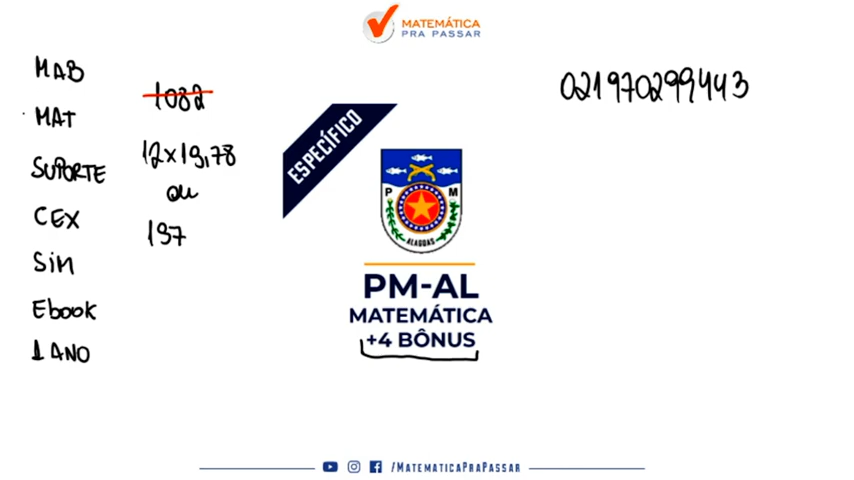 MATEMÁTICA
PRA PASSAR
MAB
MAT
SUPORTE
CEX
Sim
Ebook
1 ANO
1082
12x19,78
ou
197
021970299443
ESPECÍFICO
P M
ALAGOAS
PM-AL
MATEMÁTICA
+4 BÔNUS
/MATEMATICAPRAPASSAR